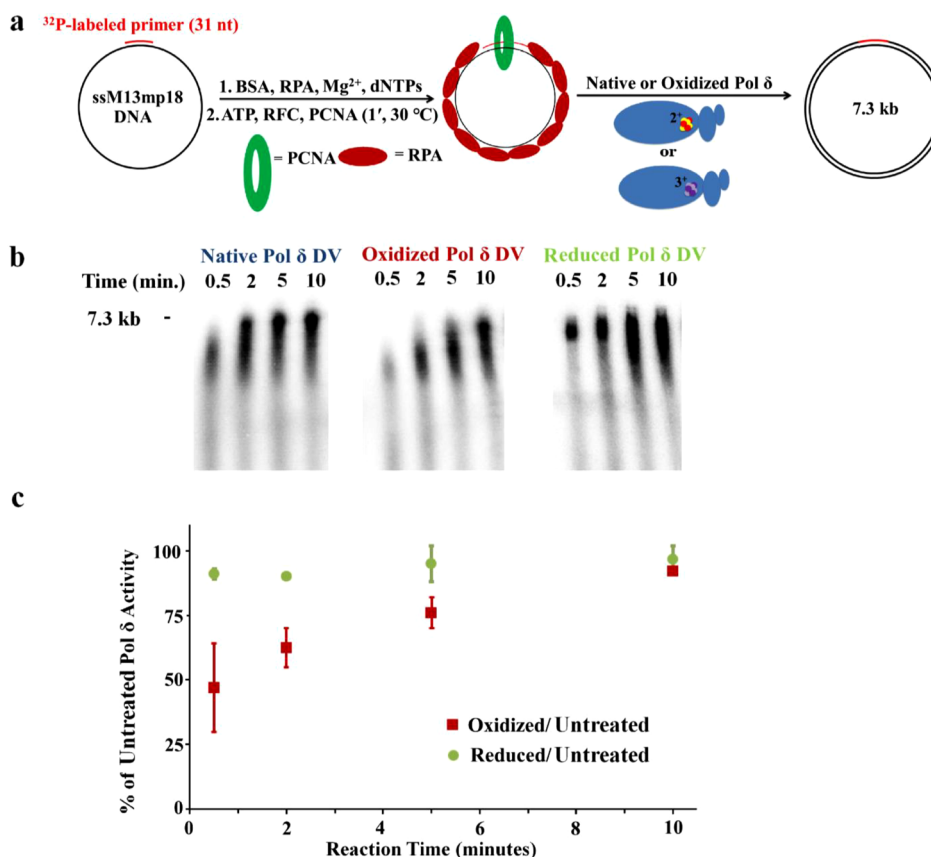 a
³²P-labeled primer (31 nt)
ssM13mp18
DNA
1. BSA, RPA, Mg²⁺, dNTPs
2. ATP, RFC, PCNA (1′, 30 °C)
= PCNA
= RPA
Native or Oxidized Pol δ
2⁺
or
3⁺
7.3 kb
b
Native Pol δ DV
Oxidized Pol δ DV
Reduced Pol δ DV
Time (min.) 0.5 2 5 10 0.5 2 5 10 0.5 2 5 10
7.3 kb -
c
% of Untreated Pol δ Activity
100
75
50
25
0
Oxidized/ Untreated
Reduced/ Untreated
0 2 4 6 8 10
Reaction Time (minutes)